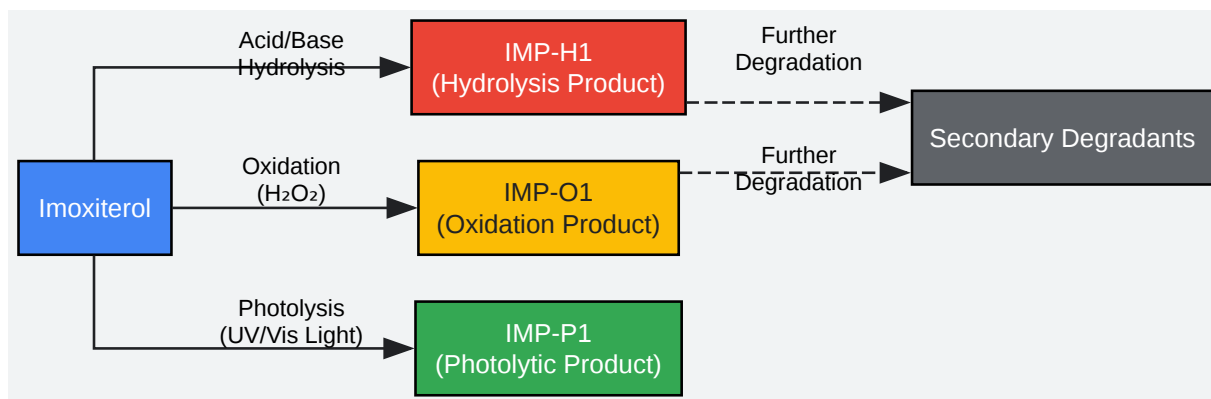 Acid/Base
Hydrolysis
IMP-H1
(Hydrolysis Product)
Further
Degradation
Secondary Degradants
Imoxiterol
Oxidation
(H₂O₂)
IMP-O1
(Oxidation Product)
Further
Degradation
Photolysis
(UV/Vis Light)
IMP-P1
(Photolytic Product)